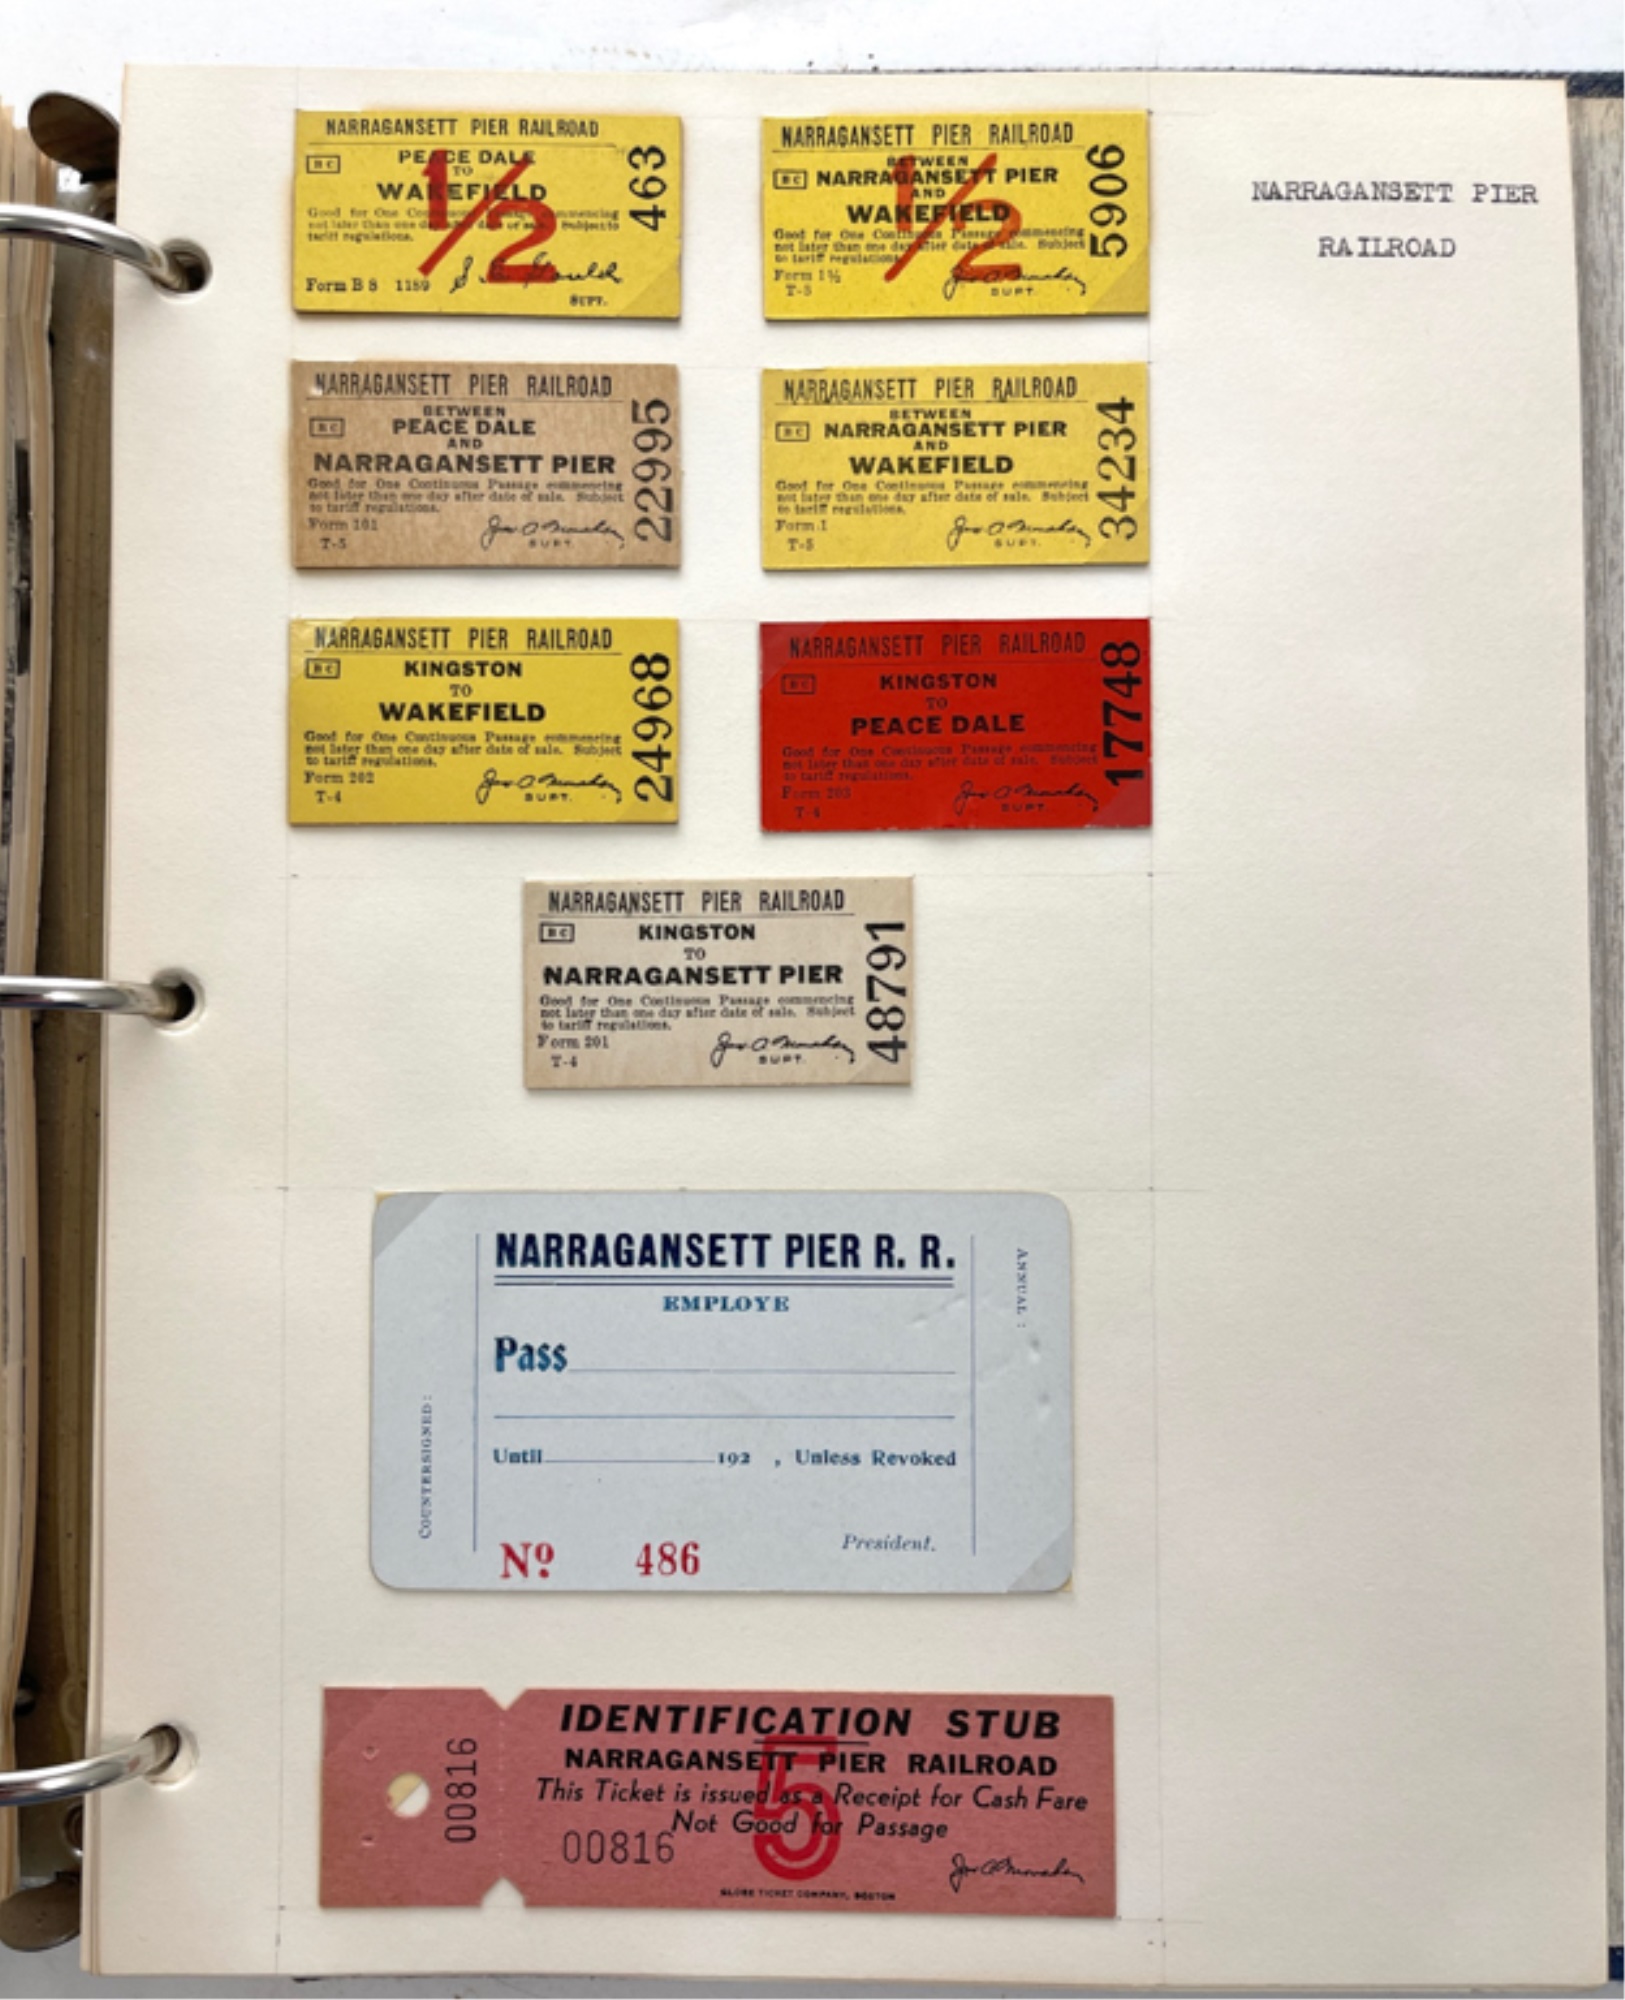 NARRAGANSETT PIER
RAILROAD
NARRAGANSETT PIER RAILROAD
BC
PEACE DALE
TO
WAKEFIELD
Good for One Continuous Passage commencing
not later than one day after date of sale. Subject to
tariff regulations.
Form B 8 1159
SUPT.
463
1/2
NARRAGANSETT PIER RAILROAD
BETWEEN
BC NARRAGANSETT PIER
AND
WAKEFIELD
Good for One Continuous Passage commencing
not later than one day after date of sale. Subject
to tariff regulations.
Form 1½
T-3
SUPT.
5906
1/2
NARRAGANSETT PIER RAILROAD
BETWEEN
BC PEACE DALE
AND
NARRAGANSETT PIER
Good for One Continuous Passage commencing
not later than one day after date of sale. Subject
to tariff regulations.
Form 101
T-5
SUPT.
22995
NARRAGANSETT PIER RAILROAD
BETWEEN
BC NARRAGANSETT PIER
AND
WAKEFIELD
Good for One Continuous Passage commencing
not later than one day after date of sale. Subject
to tariff regulations.
Form 1
T-5
SUPT.
34234
NARRAGANSETT PIER RAILROAD
BC KINGSTON
TO
WAKEFIELD
Good for One Continuous Passage commencing
not later than one day after date of sale. Subject
to tariff regulations.
Form 202
T-4
SUPT.
24968
NARRAGANSETT PIER RAILROAD
BC KINGSTON
TO
PEACE DALE
Good for One Continuous Passage commencing
not later than one day after date of sale. Subject
to tariff regulations.
Form 203
T-4
SUPT.
17748
NARRAGANSETT PIER RAILROAD
BC KINGSTON
TO
NARRAGANSETT PIER
Good for One Continuous Passage commencing
not later than one day after date of sale. Subject
to tariff regulations.
Form 201
T-4
SUPT.
48791
NARRAGANSETT PIER R. R.
EMPLOYE
Pass
Until 192 , Unless Revoked
President.
Nº 486
COUNTERSIGNED:
ANNUAL:
00816
IDENTIFICATION STUB
NARRAGANSETT PIER RAILROAD
This Ticket is issued as a Receipt for Cash Fare
Not Good for Passage
00816
5
GLOBE TICKET COMPANY, BOSTON